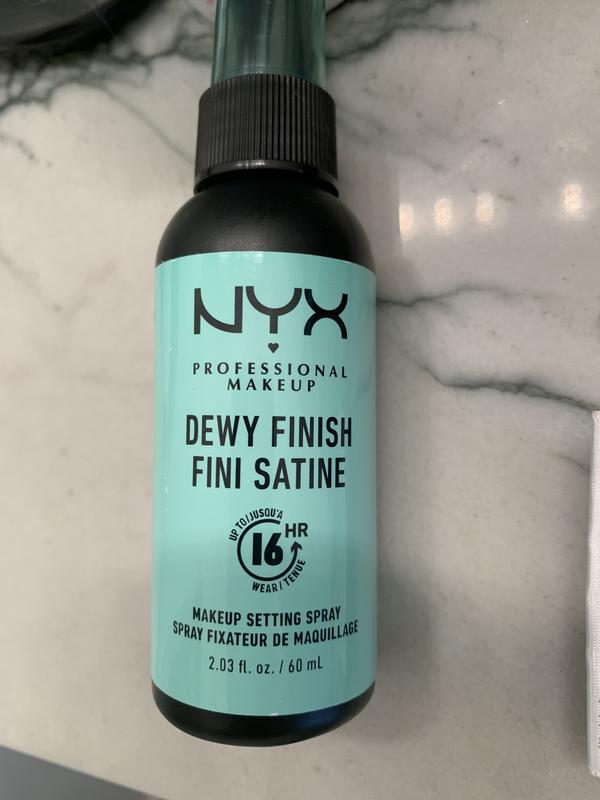 NYX
PROFESSIONAL
MAKEUP
DEWY FINISH
FINI SATINE
UP TO/JUSQU'A
16 HR
WEAR/TENUE
MAKEUP SETTING SPRAY
SPRAY FIXATEUR DE MAQUILLAGE
2.03 fl. oz. / 60 mL